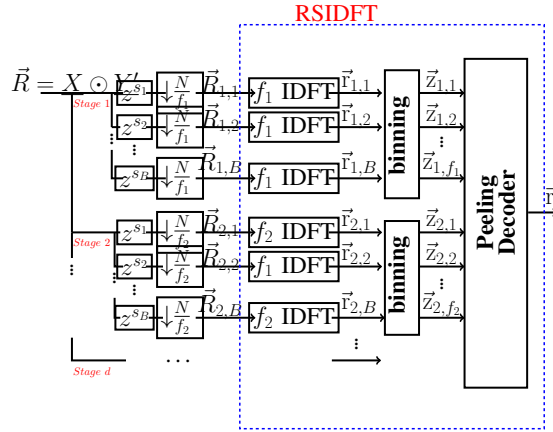 RSIDFT
R⃗ = X ⊙ Y′
Stage 1
z^{s_1} ↓ N/f_1 R⃗_{1,1} f_1 IDFT r⃗_{1,1} z⃗_{1,1}
z^{s_2} ↓ N/f_1 R⃗_{1,2} f_1 IDFT r⃗_{1,2} z⃗_{1,2}
z^{s_B} ↓ N/f_1 R⃗_{1,B} f_1 IDFT r⃗_{1,B} z⃗_{1,f_1}
binning
Stage 2
z^{s_1} ↓ N/f_2 R⃗_{2,1} f_2 IDFT r⃗_{2,1} z⃗_{2,1}
z^{s_2} ↓ N/f_2 R⃗_{2,2} f_1 IDFT r⃗_{2,2} z⃗_{2,2}
z^{s_B} ↓ N/f_2 R⃗_{2,B} f_2 IDFT r⃗_{2,B} z⃗_{2,f_2}
binning
Stage d
...
Peeling
Decoder
r⃗